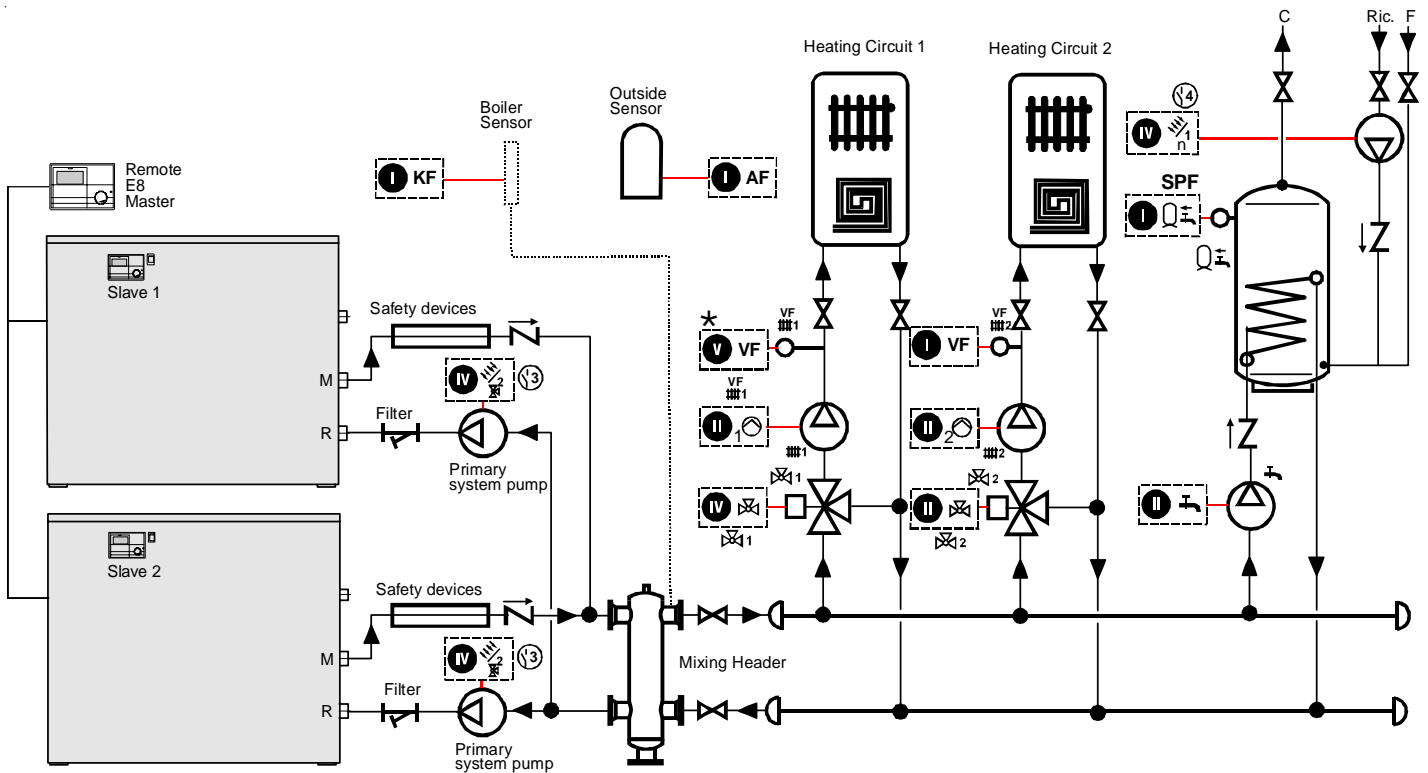 C
Ric.
F
Heating Circuit 1
Heating Circuit 2
Outside
Sensor
Boiler
Sensor
4
IV
1
n
Remote
E8
Master
I KF
I AF
SPF
I
Slave 1
Safety devices
VF
1
VF
2
*
V VF
I VF
IV 2
3
M
VF
1
Filter
R
II 1
II 2
1
2
Primary
system pump
1
2
IV
II
II
1
2
Slave 2
Safety devices
IV 2
3
M
Mixing Header
Filter
R
Primary
system pump